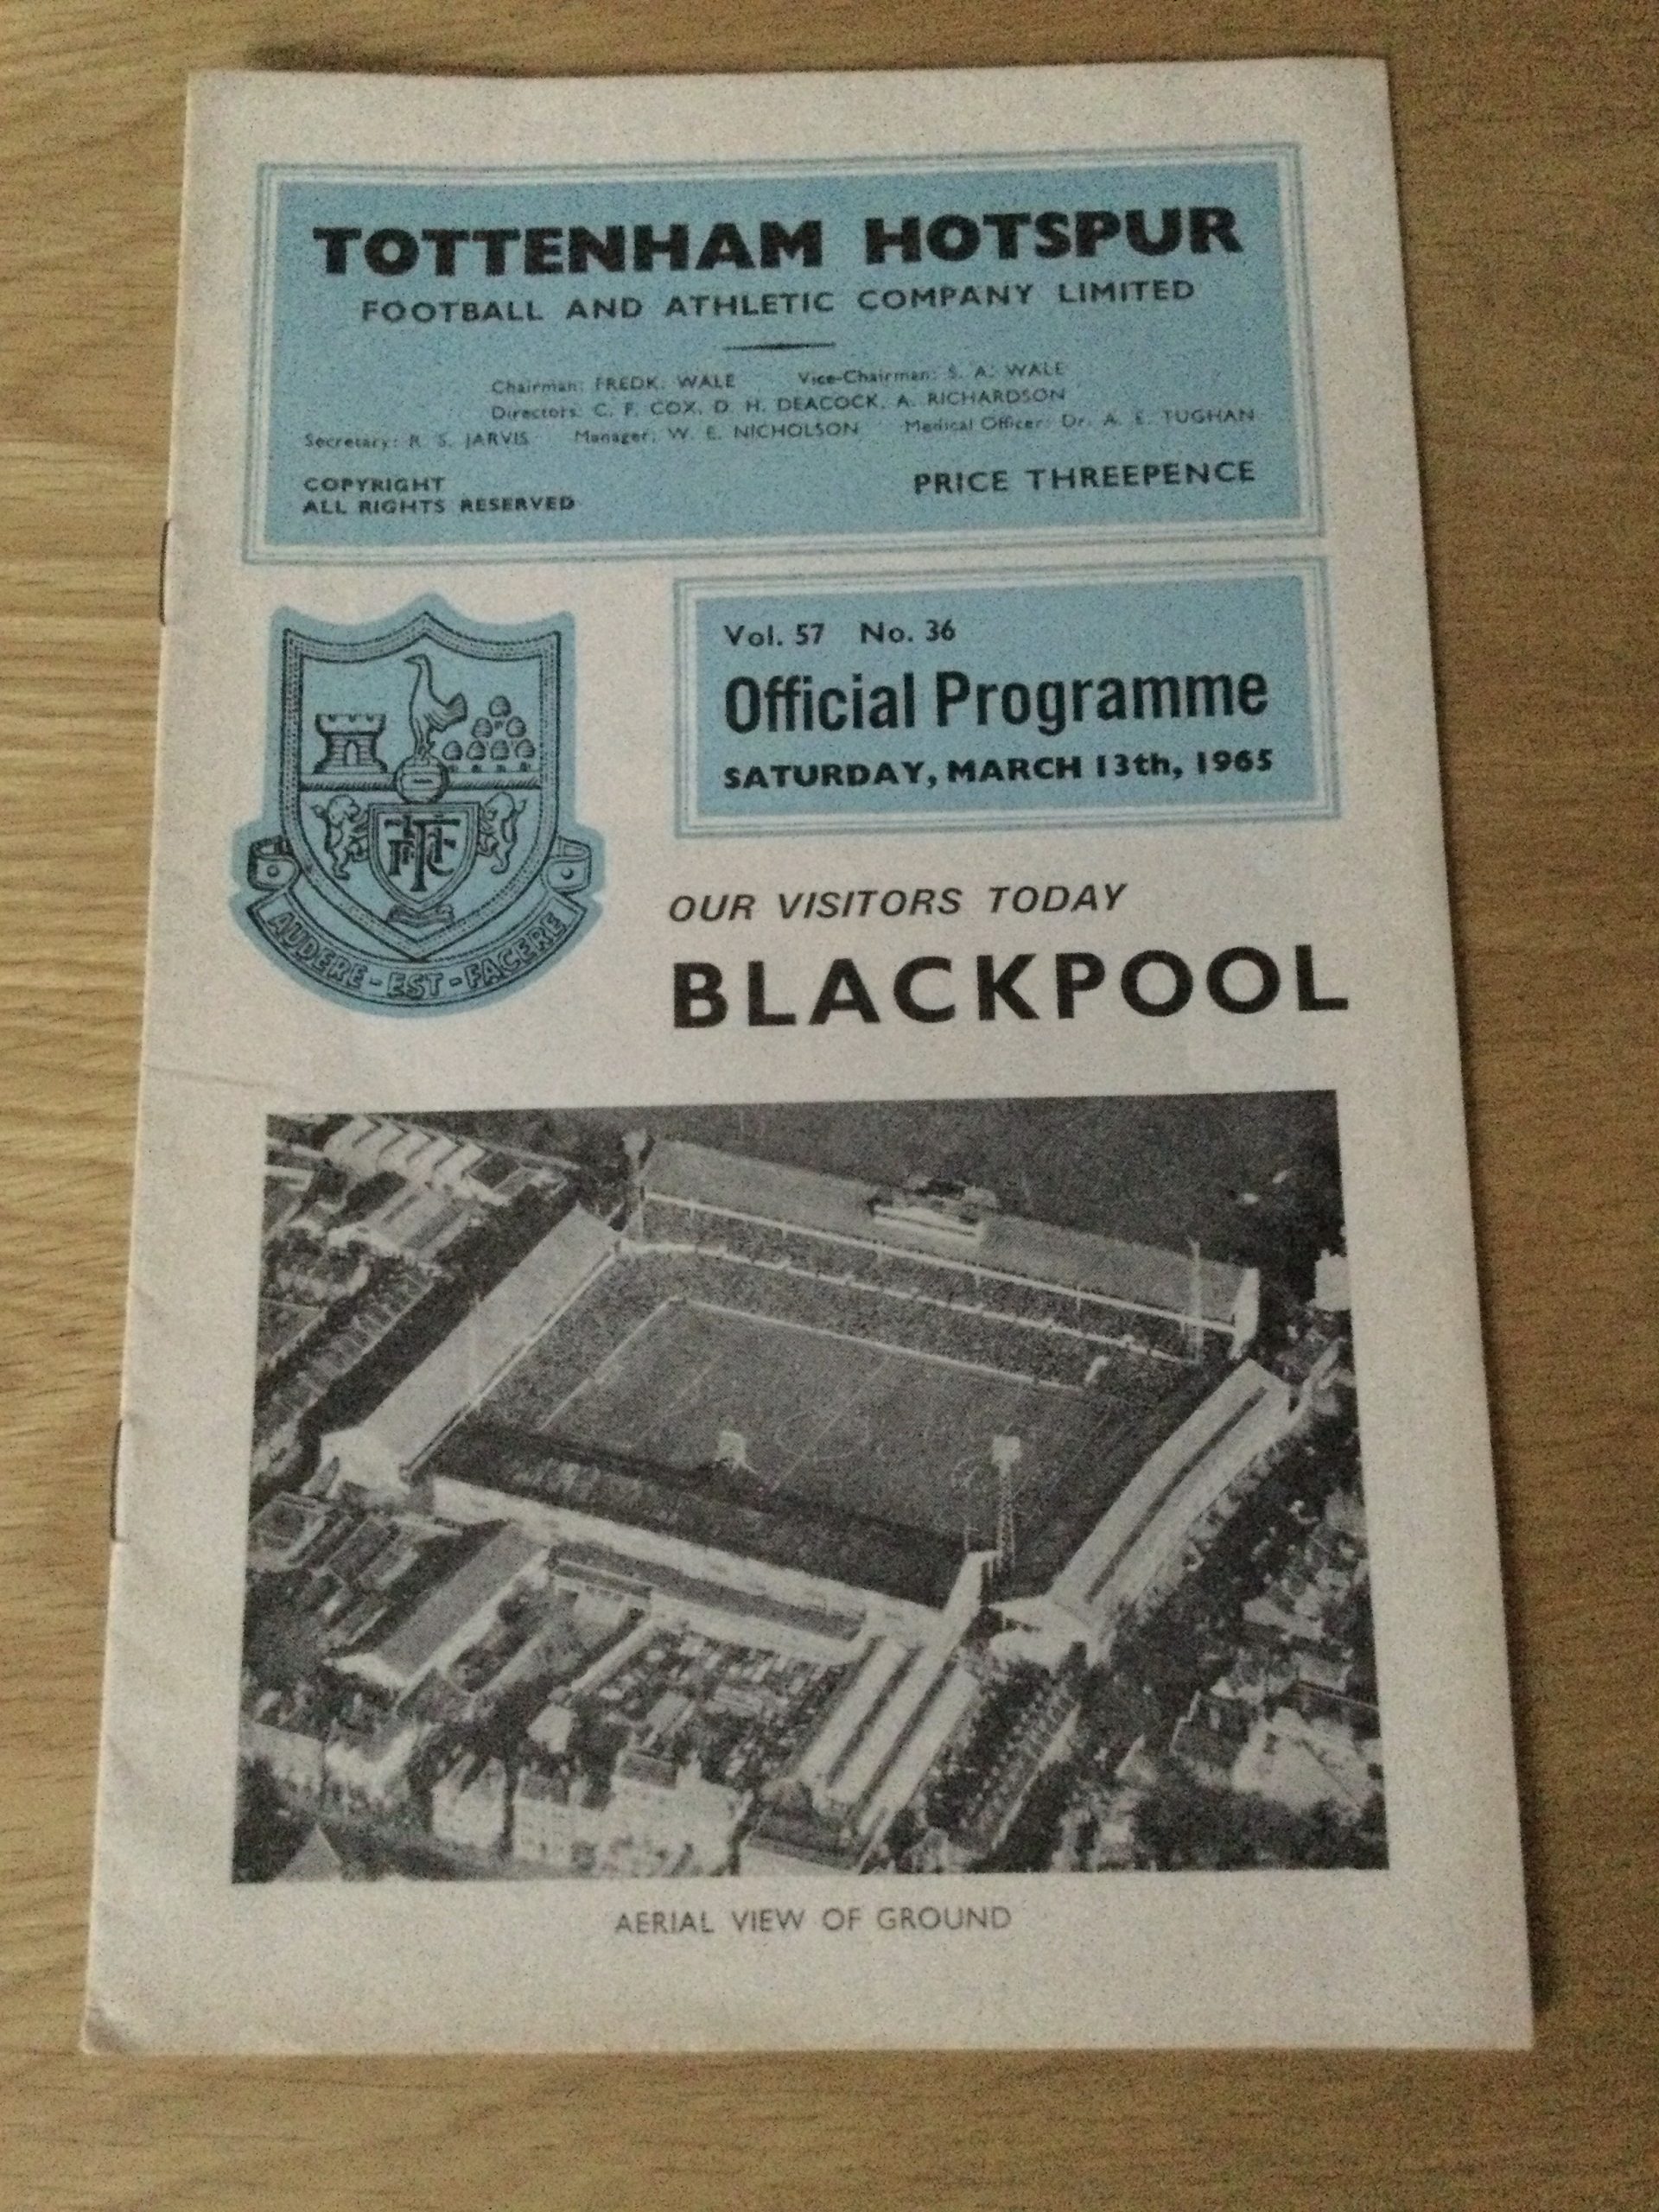 TOTTENHAM HOTSPUR
FOOTBALL AND ATHLETIC COMPANY LIMITED
Chairman: FREDK. WALE Vice-Chairman: S. A. WALE
Directors: C. F. COX, D. H. DEACOCK, A. RICHARDSON
Secretary: R. S. JARVIS Manager: W. E. NICHOLSON Medical Officer: Dr. A. E. TUGHAN
COPYRIGHT
ALL RIGHTS RESERVED
PRICE THREEPENCE
Vol. 57 No. 36
Official Programme
SATURDAY, MARCH 13th, 1965
THFC
AUDERE - EST - FACERE
OUR VISITORS TODAY
BLACKPOOL
AERIAL VIEW OF GROUND